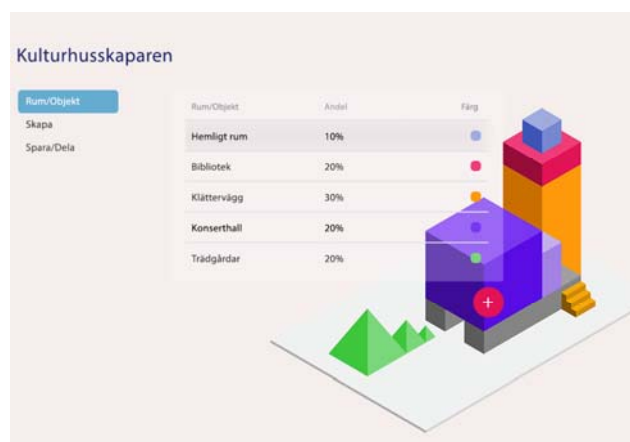 Kulturhusskaparen
Rum/Objekt
Skapa
Spara/Dela
Rum/Objekt Andel Färg
Hemligt rum 10%
Bibliotek 20%
Klättervägg 30%
Konserthall 20%
Trädgårdar 20%
+